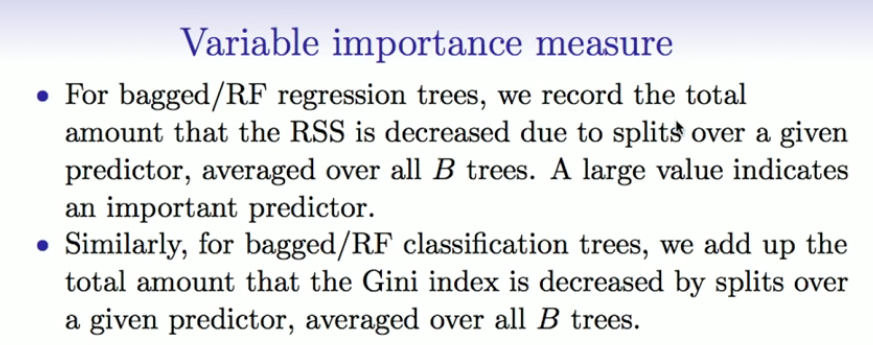 Variable importance measure
• For bagged/RF regression trees, we record the total
amount that the RSS is decreased due to splits over a given
predictor, averaged over all B trees. A large value indicates
an important predictor.
• Similarly, for bagged/RF classification trees, we add up the
total amount that the Gini index is decreased by splits over
a given predictor, averaged over all B trees.